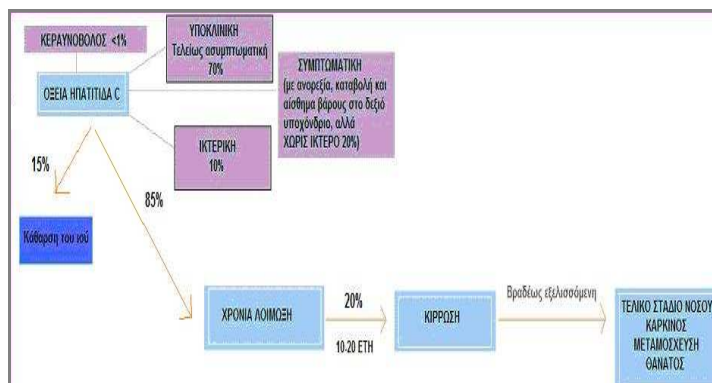 ΚΕΡΑΥΝΟΒΟΛΟΣ <1%
ΥΠΟΚΛΙΝΙΚΗ
Τελείως ασυμπτωματική
70%
ΟΞΕΙΑ ΗΠΑΤΙΤΙΔΑ C
ΣΥΜΠΤΩΜΑΤΙΚΗ
(με ανορεξία, καταβολή και
αίσθημα βάρους στο δεξιό
υποχόνδριο, αλλά
ΧΩΡΙΣ ΙΚΤΕΡΟ 20%)
ΙΚΤΕΡΙΚΗ
10%
15%
85%
Κάθαρση του ιού
ΧΡΟΝΙΑ ΛΟΙΜΩΞΗ
20%
10-20 ΕΤΗ
ΚΙΡΡΩΣΗ
Βραδέως εξελισσόμενη
ΤΕΛΙΚΟ ΣΤΑΔΙΟ ΝΟΣΟΥ
ΚΑΡΚΙΝΟΣ
ΜΕΤΑΜΟΣΧΕΥΣΗ
ΘΑΝΑΤΟΣ